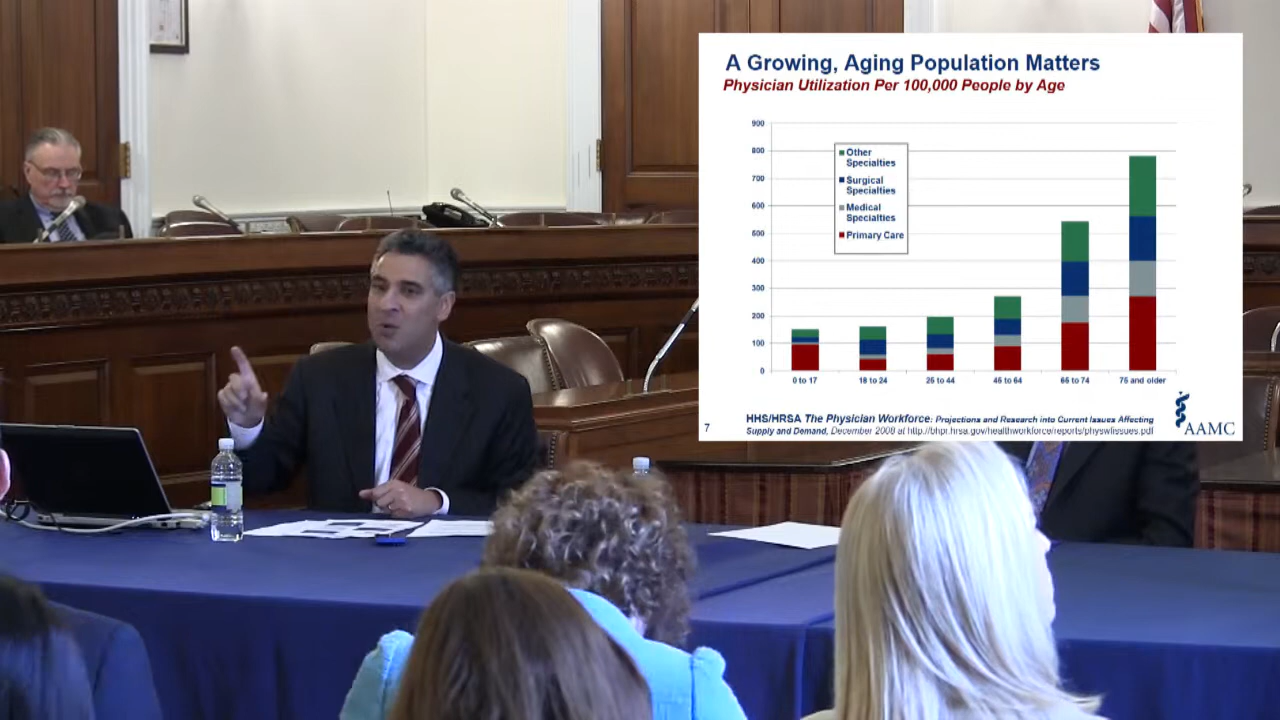 A Growing, Aging Population Matters
Physician Utilization Per 100,000 People by Age
900
800
700
600
500
400
300
200
100
0
Other
Specialties
Surgical
Specialties
Medical
Specialties
Primary Care
0 to 17
18 to 24
25 to 44
45 to 64
65 to 74
75 and older
HHS/HRSA The Physician Workforce: Projections and Research into Current Issues Affecting
Supply and Demand, December 2008 at http://bhpr.hrsa.gov/healthworkforce/reports/physwfissues.pdf
7
AAMC